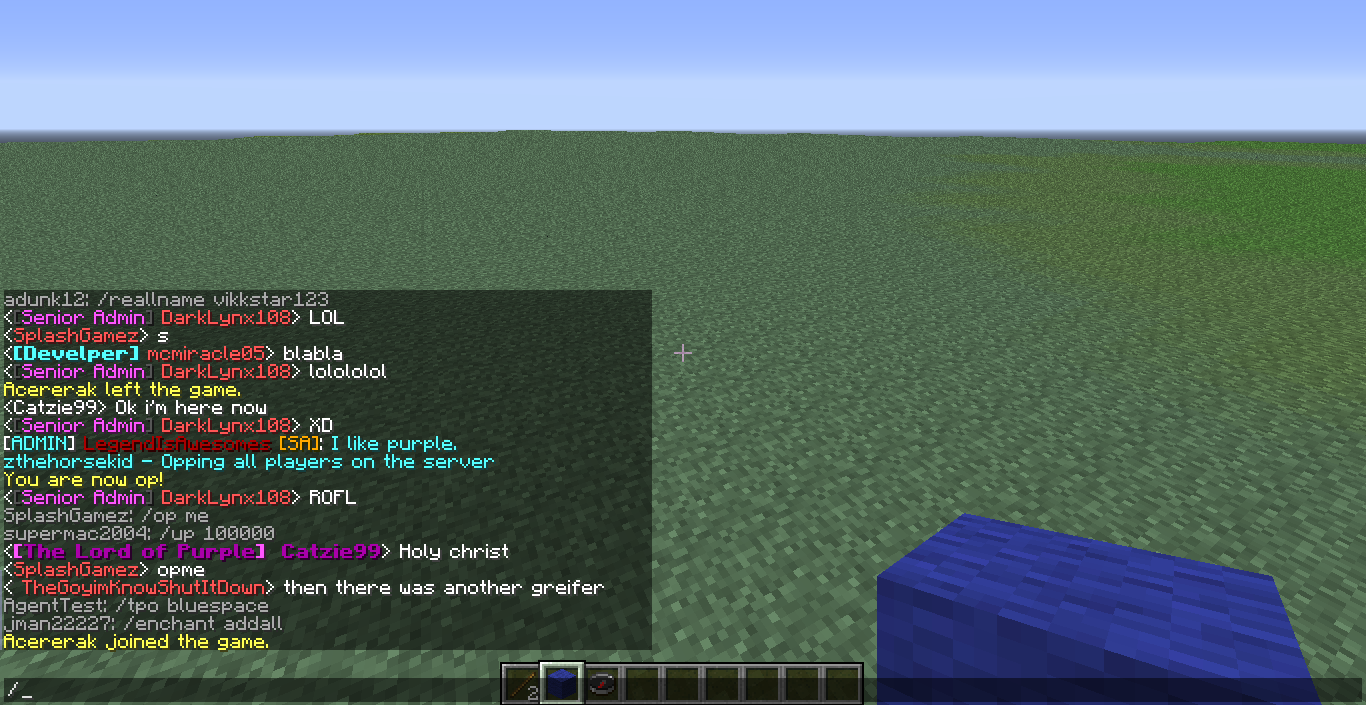 adunk12: /reallname vikkstar123
<[Senior Admin] DarkLynx108> LOL
<SplashGamez> s
<[Develper] mcmiracle05> blabla
<[Senior Admin] DarkLynx108> lolololol
Acererak left the game.
<Catzie99> Ok i'm here now
<[Senior Admin] DarkLynx108> XD
[ADMIN] LegendIsAwesomes [SA]: I like purple.
zthehorsekid - Opping all players on the server
You are now op!
<[Senior Admin] DarkLynx108> ROFL
SplashGamez: /op me
supermac2004: /up 100000
<[The Lord of Purple] Catzie99> Holy christ
<SplashGamez> opme
< TheGoyimKnowShutItDown> then there was another greifer
AgentTest: /tpo bluespace
jman22227: /enchant addall
Acererak joined the game.
/_
2